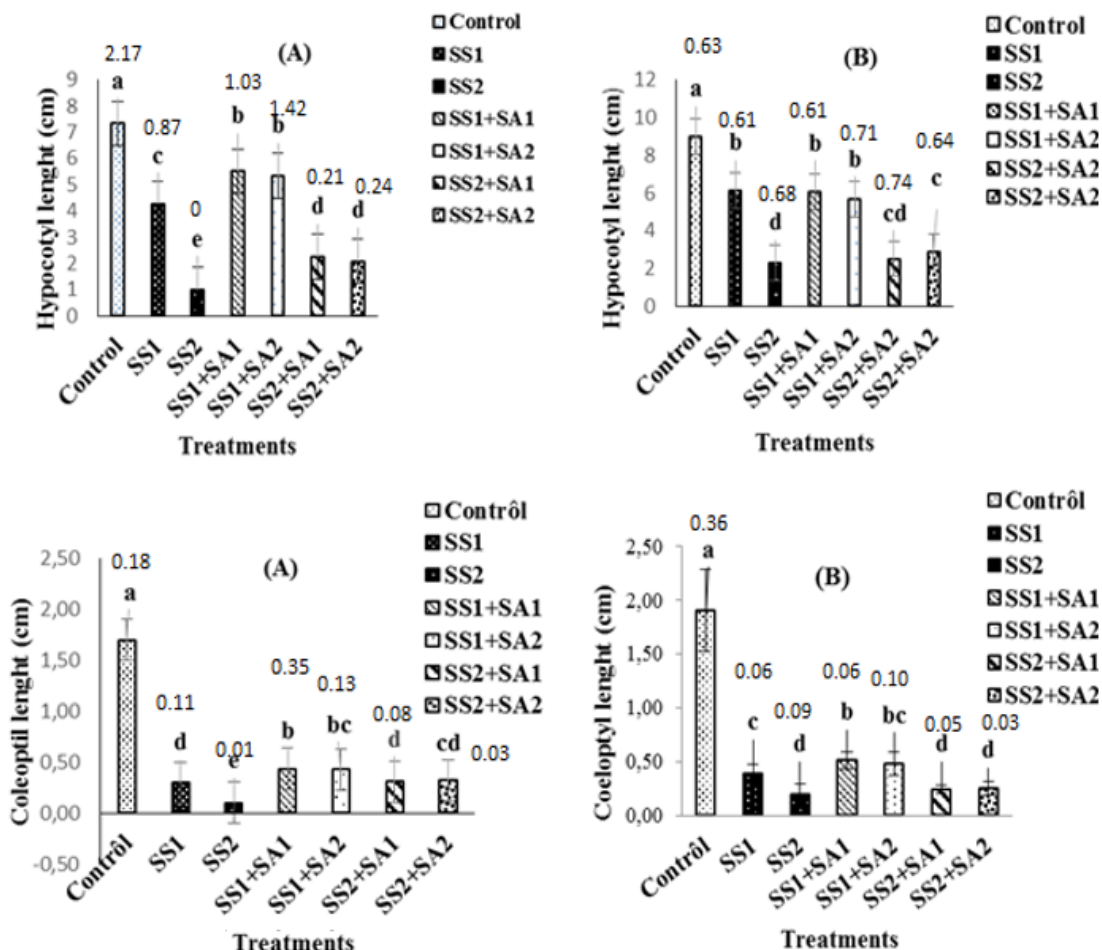 2.17
(A)
a
0.87
c
0
e
1.03
b
1.42
b
0.21
d
0.24
d
Hypocotyl lenght (cm)
9
8
7
6
5
4
3
2
1
0
Control
SS1
SS2
SS1+SA1
SS1+SA2
SS2+SA1
SS2+SA2
Treatments
Control
SS1
SS2
SS1+SA1
SS1+SA2
SS2+SA1
SS2+SA2
0.63
(B)
a
0.61
b
0.68
d
0.61
b
0.71
b
0.74
cd
0.64
c
Hypocotyl lenght (cm)
12
10
8
6
4
2
0
Control
SS1
SS2
SS1+SA1
SS1+SA2
SS2+SA1
SS2+SA2
Treatments
Control
SS1
SS2
SS1+SA1
SS1+SA2
SS2+SA2
SS2+SA2
0.18
(A)
a
0.11
d
0.01
e
0.35
b
0.13
bc
0.08
d
0.03
cd
Coleoptil lenght (cm)
2,50
2,00
1,50
1,00
0,50
0,00
-0,50
Contrôl
SS1
SS2
SS1+SA1
SS1+SA2
SS2+SA1
SS2+SA2
Treatments
Contrôl
SS1
SS2
SS1+SA1
SS1+SA2
SS2+SA1
SS2+SA2
0.36
(B)
a
0.06
c
0.09
d
0.06
b
0.10
bc
0.05
d
0.03
d
Coeloptyl lenght (cm)
2,50
2,00
1,50
1,00
0,50
0,00
Contrôl
SS1
SS2
SS1+SA1
SS1+SA2
SS2+SA1
SS2+SA2
Treatments
Contrôl
SS1
SS2
SS1+SA1
SS1+SA2
SS2+SA1
SS2+SA2